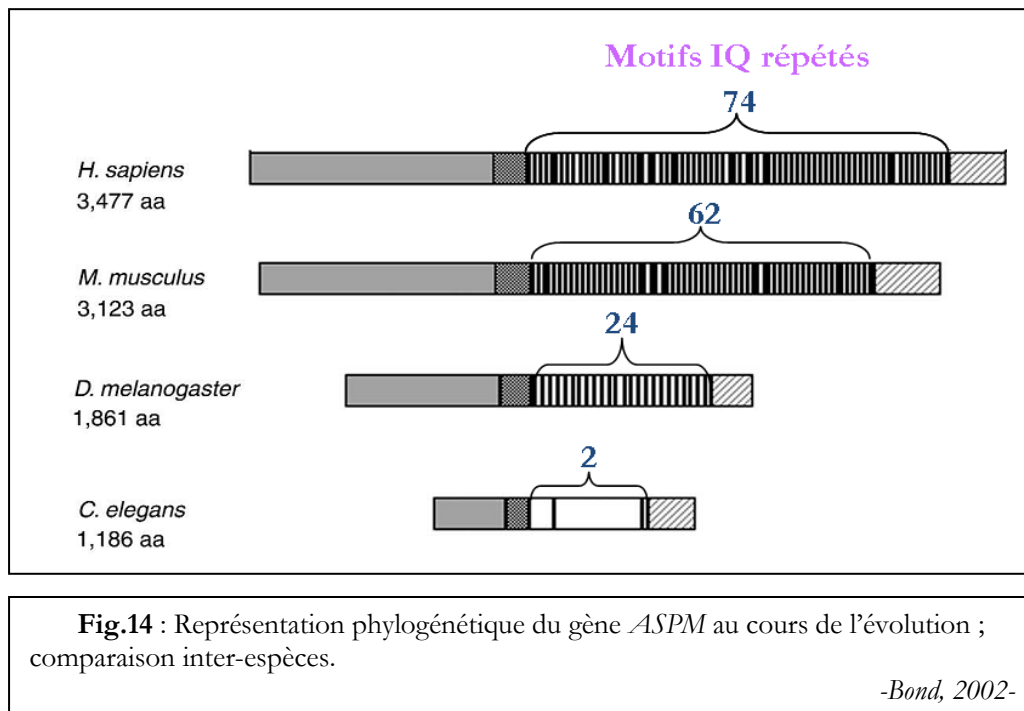 Motifs IQ répétés
74
H. sapiens
3,477 aa
62
M. musculus
3,123 aa
24
D. melanogaster
1,861 aa
2
C. elegans
1,186 aa
Fig.14 : Représentation phylogénétique du gène ASPM au cours de l’évolution ;
comparaison inter-espèces.
-Bond, 2002-